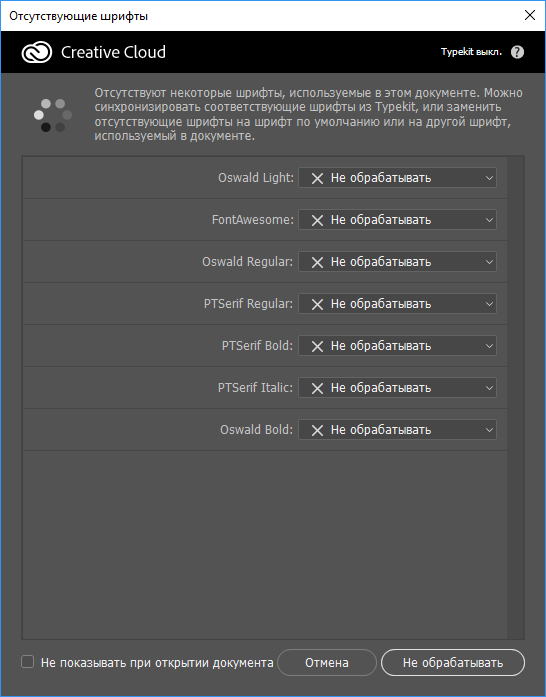 Отсутствующие шрифты
Creative Cloud
Typekit выкл. ?
Отсутствуют некоторые шрифты, используемые в этом документе. Можно
синхронизировать соответствующие шрифты из Typekit, или заменить
отсутствующие шрифты на шрифт по умолчанию или на другой шрифт,
используемый в документе.
Oswald Light: Не обрабатывать
FontAwesome: Не обрабатывать
Oswald Regular: Не обрабатывать
PTSerif Regular: Не обрабатывать
PTSerif Bold: Не обрабатывать
PTSerif Italic: Не обрабатывать
Oswald Bold: Не обрабатывать
Не показывать при открытии документа Отмена Не обрабатывать